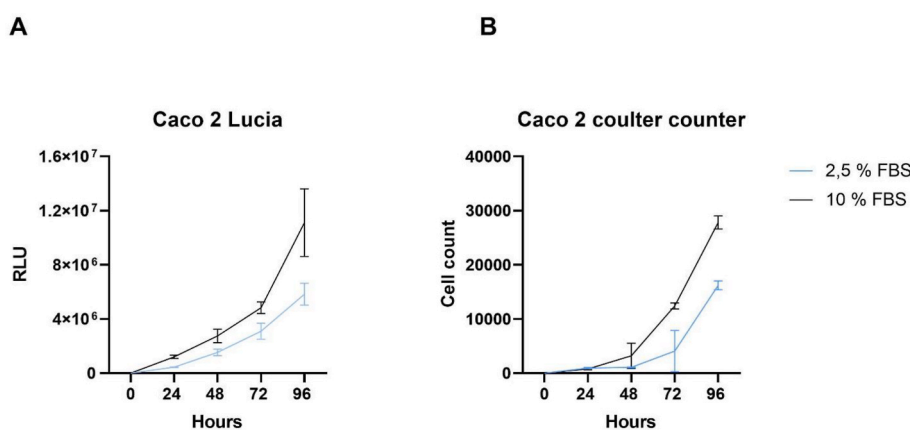 A
B
Caco 2 Lucia
Caco 2 coulter counter
1.6×10⁷
1.2×10⁷
8×10⁶
4×10⁶
0
RLU
0 24 48 72 96
Hours
40000
30000
20000
10000
0
Cell count
0 24 48 72 96
Hours
2,5 % FBS
10 % FBS